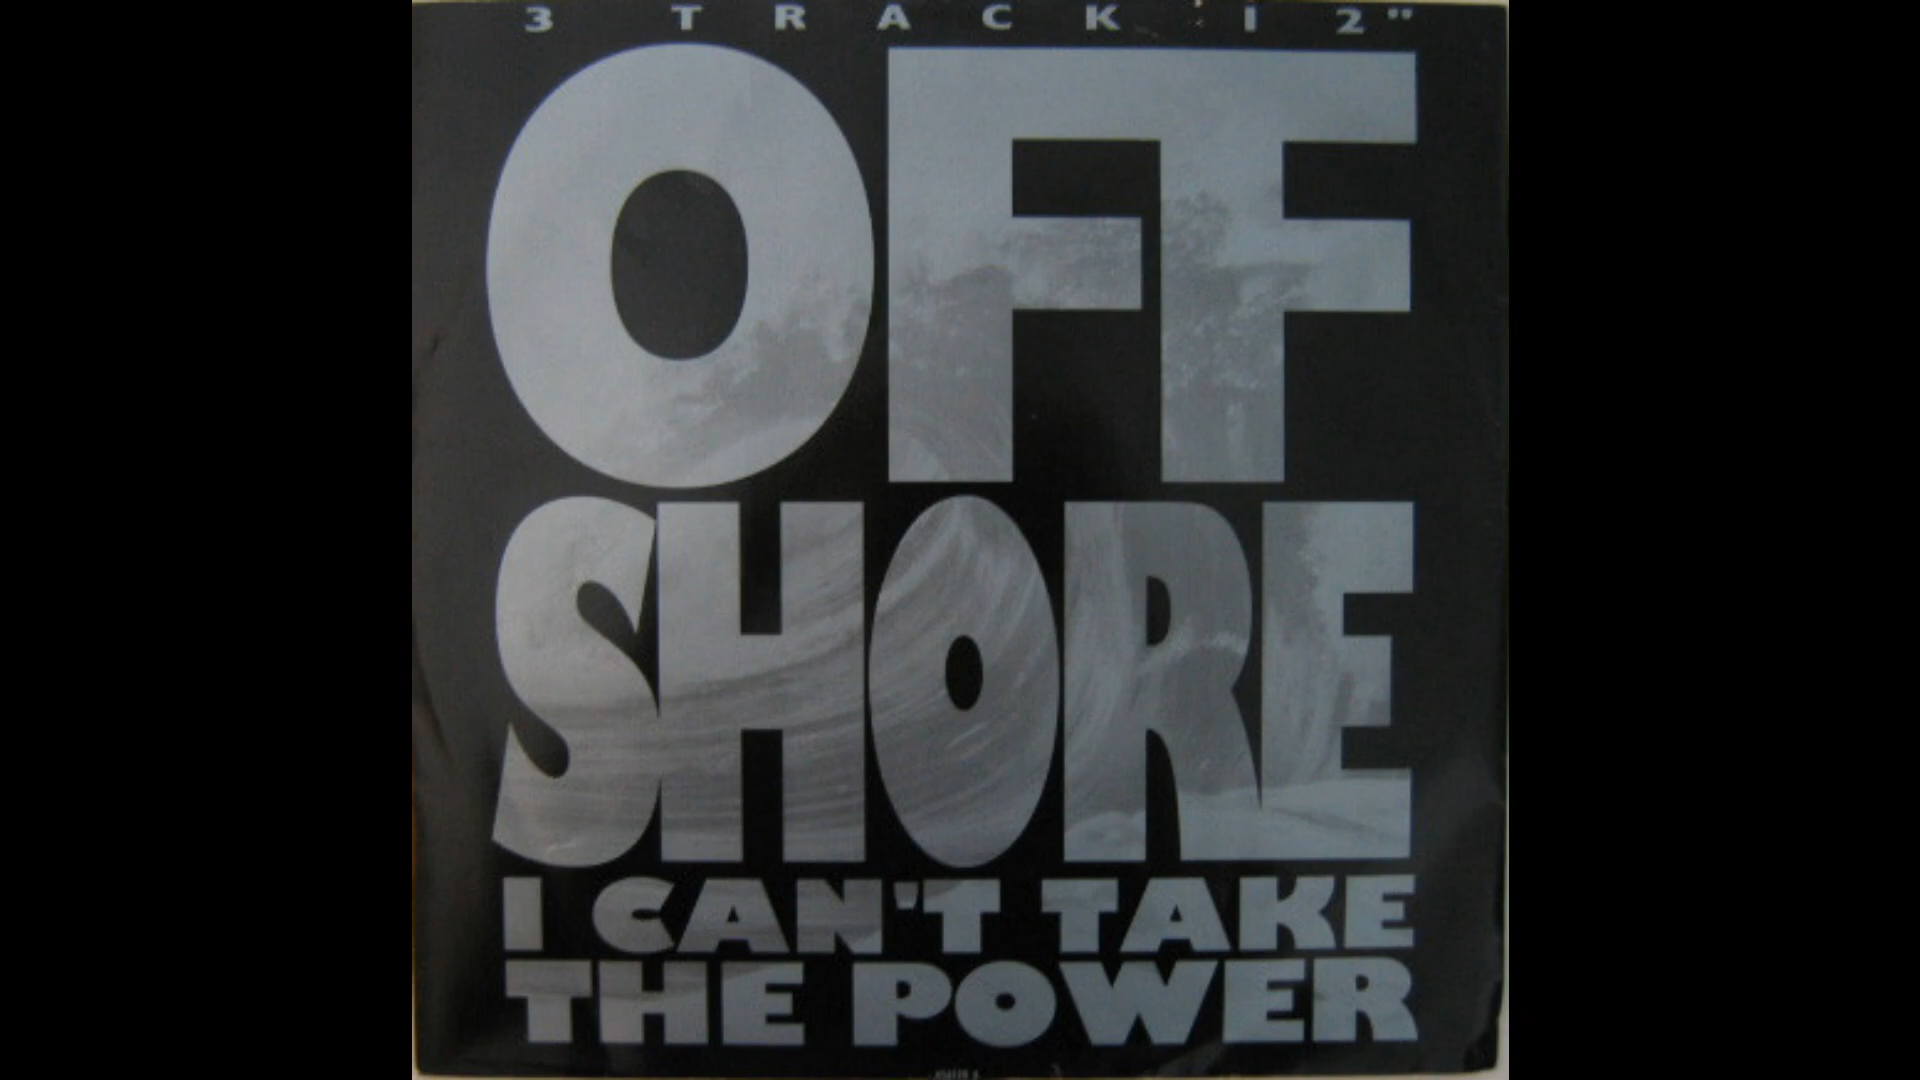 3 TRACK 12"
OFF
SHORE
I CAN'T TAKE
THE POWER